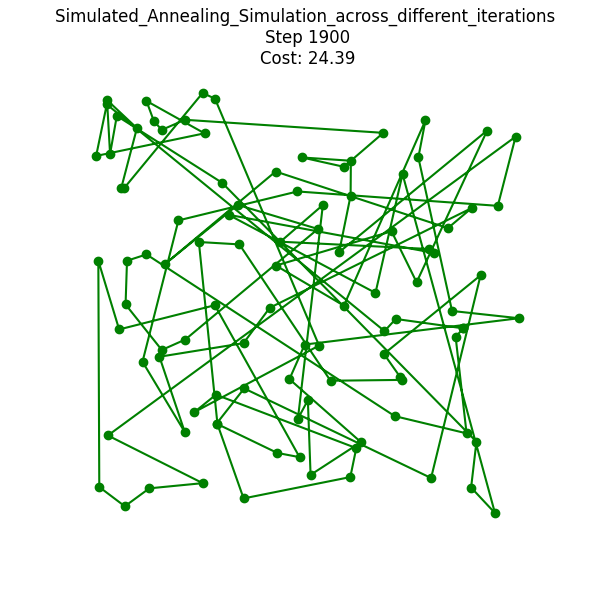 Simulated_Annealing_Simulation_across_different_iterations
Step 1900
Cost: 24.39